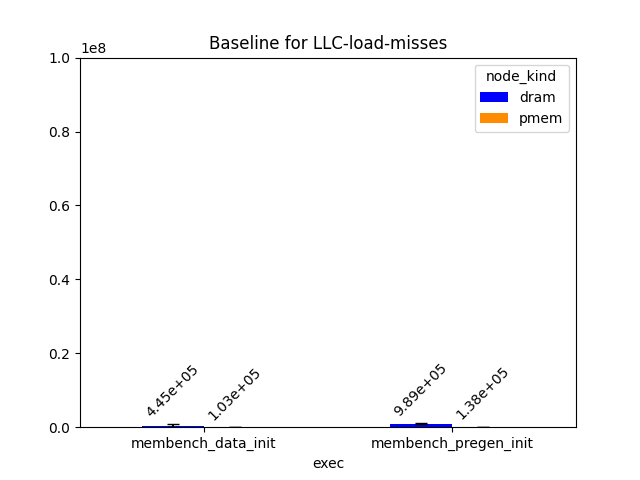 Baseline for LLC-load-misses
1e8
1.0
0.8
0.6
0.4
0.2
0.0
node_kind
dram
pmem
4.45e+05
1.03e+05
9.89e+05
1.38e+05
membench_data_init
membench_pregen_init
exec